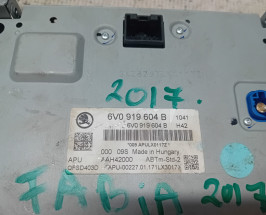 2017.
6V0 919 604 B 1041
6V0 919 604 B H42
000 09S Made in Hungary
APU AAH42000 ABTm-Std-2
FABIA 2017